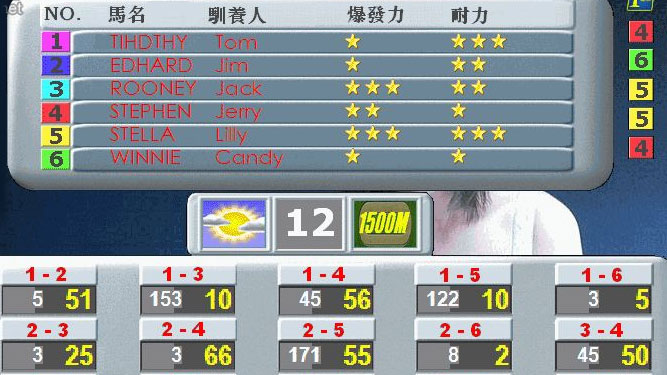 et
NO. 馬名 馴養人 爆發力 耐力
1 TIHDTHY Tom
2 EDHARD Jim
3 ROONEY Jack
4 STEPHEN Jerry
5 STELLA Lilly
6 WINNIE Candy
4
6
5
5
4
12 1500M
1-2 1-3 1-4 1-5 1-6
5 51 153 10 45 56 122 10 3 5
2-3 2-4 2-5 2-6 3-4
3 25 3 66 171 55 8 2 45 50